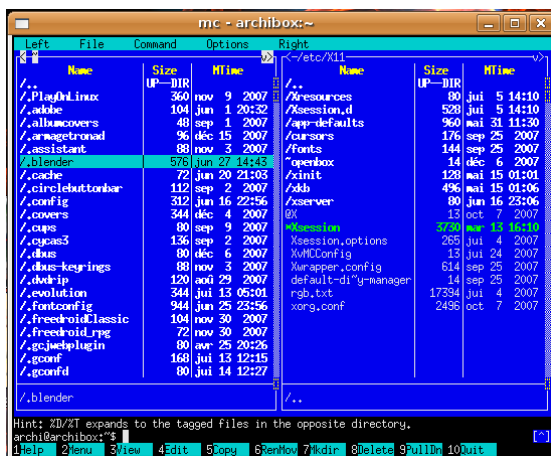 mc - archibox:~
Left File Command Options Right
<-~ v> <-/etc/X11 v>
Name Size MTime Name Size MTime
/.. UP--DIR /.. UP--DIR
/.PlayOnLinux 360 nov 9 2007 /Xresources 80 jui 5 14:10
/.adobe 104 jun 1 20:32 /Xsession.d 528 jui 5 14:10
/.albumcovers 48 sep 1 2007 /app-defaults 960 mai 31 11:30
/.armagetronad 96 déc 15 2007 /cursors 176 sep 25 2007
/.assistant 88 nov 3 2007 /fonts 144 sep 25 2007
/.blender 576 jun 27 14:43 ~openbox 14 déc 6 2007
/.cache 72 jun 20 21:03 /xinit 128 mai 15 01:01
/.circlebuttonbar 112 sep 2 2007 /xkb 496 mai 15 01:06
/.config 312 jun 16 22:56 /xserver 80 jun 16 23:06
/.covers 344 déc 4 2007 @X 13 oct 7 2007
/.cups 80 sep 9 2007 *Xsession 3730 mar 13 16:10
/.cycas3 136 sep 2 2007 Xsession.options 265 jui 4 2007
/.dbus 80 déc 6 2007 XvMCConfig 13 jui 24 2007
/.dbus-keyrings 88 nov 3 2007 Xwrapper.config 614 sep 25 2007
/.dvdrip 120 aoû 29 2007 default-di~y-manager 14 sep 25 2007
/.evolution 344 jui 13 05:01 rgb.txt 17394 jui 4 2007
/.fontconfig 944 jun 25 23:56 xorg.conf 2496 oct 7 2007
/.freedroidClassic 104 nov 30 2007
/.freedroid_rpg 72 nov 30 2007
/.gcjwebplugin 80 avr 25 20:26
/.gconf 168 jui 13 12:15
/.gconfd 80 jui 14 12:27
/.blender /..
Hint: %D/%T expands to the tagged files in the opposite directory.
archi@archibox:~$ [^]
1Help 2Menu 3View 4Edit 5Copy 6RenMov 7Mkdir 8Delete 9PullDn 10Quit